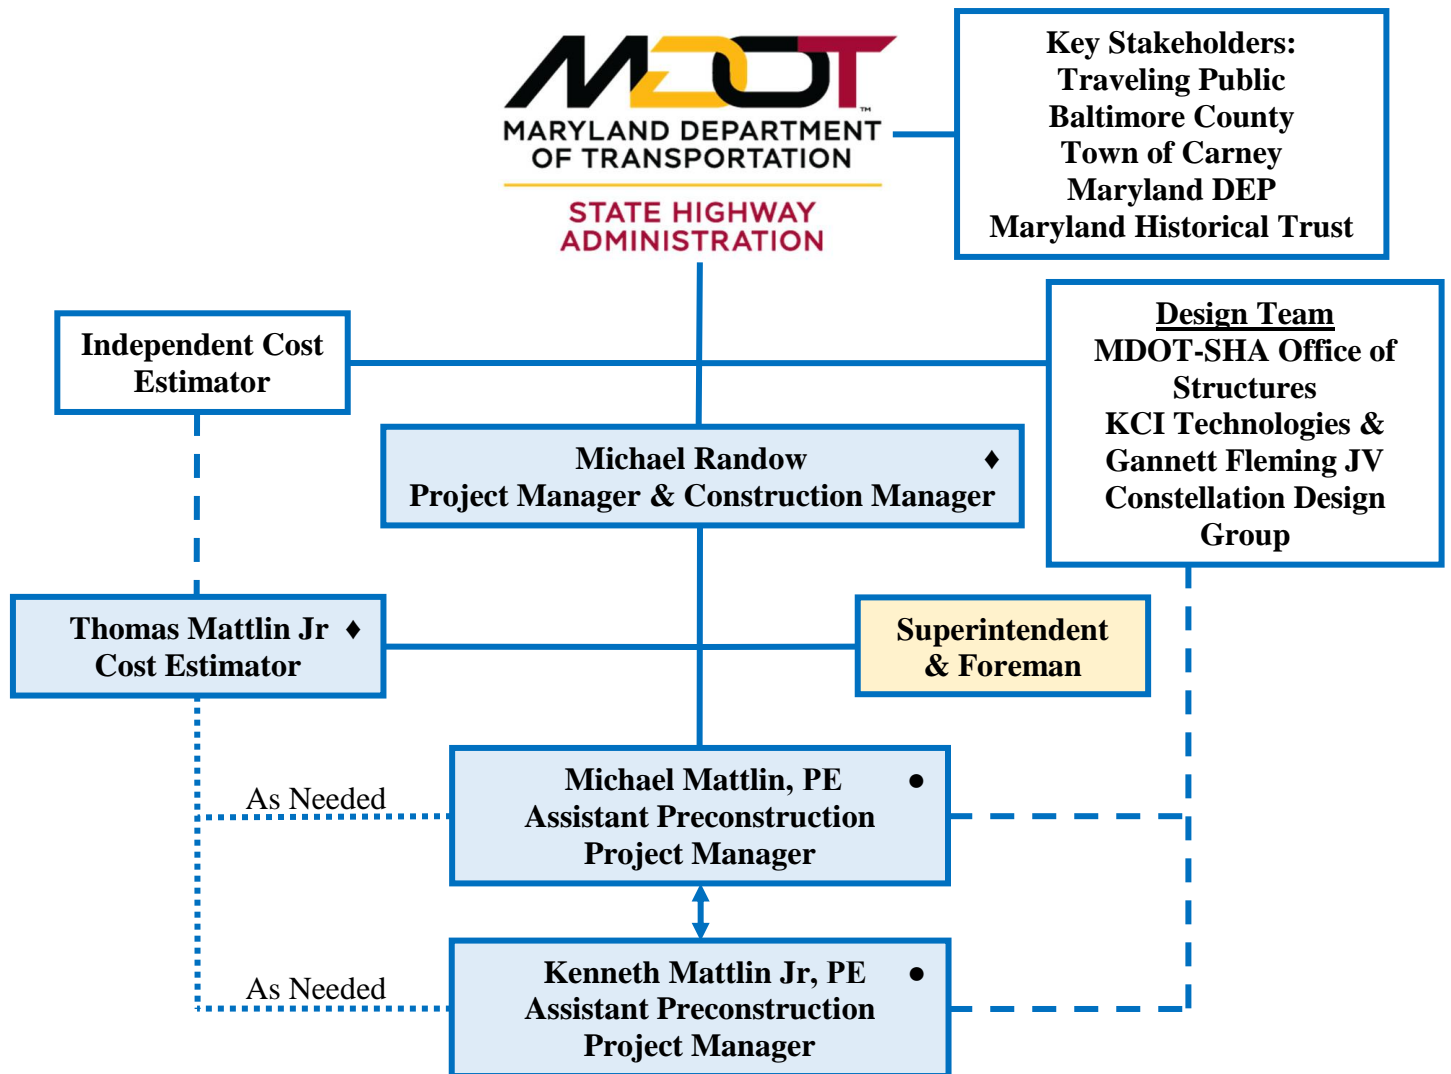 MDOT™
MARYLAND DEPARTMENT
OF TRANSPORTATION
STATE HIGHWAY
ADMINISTRATION
Key Stakeholders:
Traveling Public
Baltimore County
Town of Carney
Maryland DEP
Maryland Historical Trust
Independent Cost
Estimator
Design Team
MDOT-SHA Office of
Structures
KCI Technologies &
Gannett Fleming JV
Constellation Design
Group
Michael Randow ♦
Project Manager & Construction Manager
Thomas Mattlin Jr ♦
Cost Estimator
Superintendent
& Foreman
As Needed
Michael Mattlin, PE ●
Assistant Preconstruction
Project Manager
As Needed
Kenneth Mattlin Jr, PE ●
Assistant Preconstruction
Project Manager